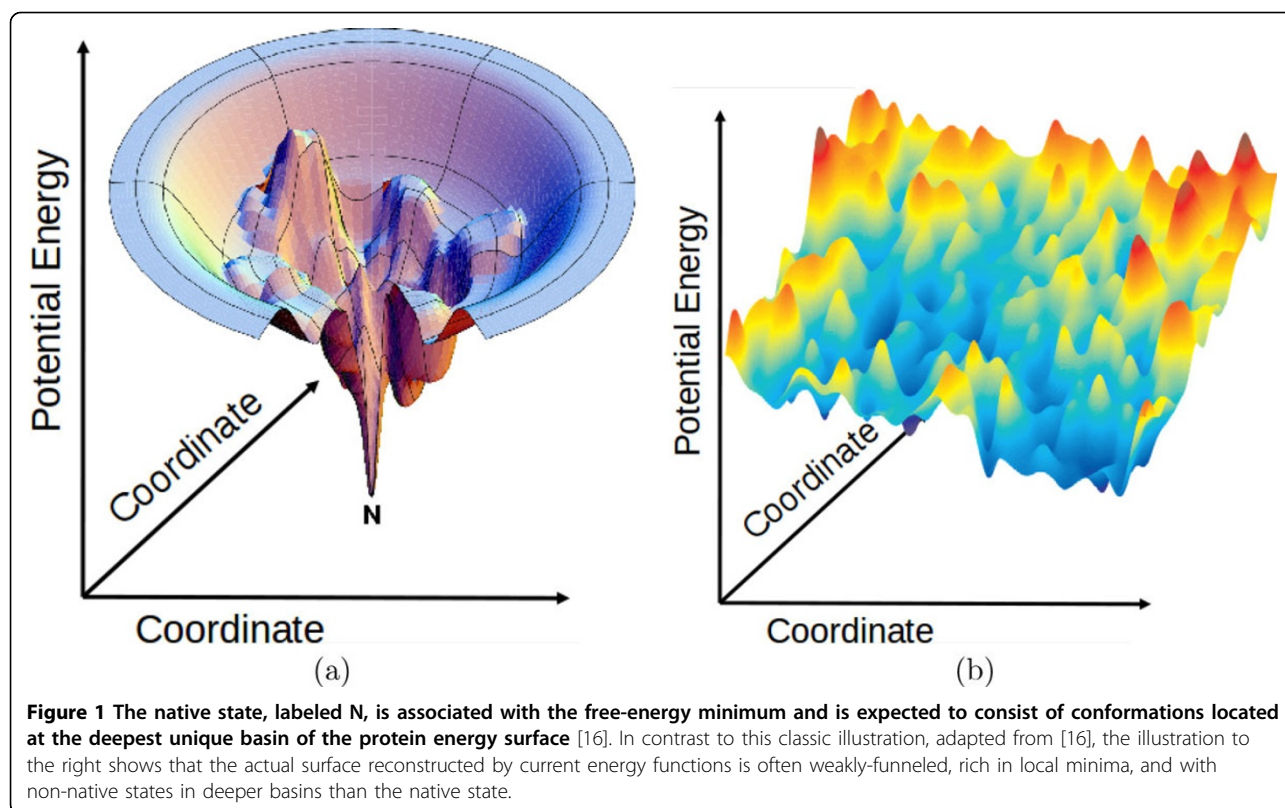 Potential Energy
Coordinate
N
Coordinate
(a)
Potential Energy
Coordinate
Coordinate
(b)
Figure 1 The native state, labeled N, is associated with the free-energy minimum and is expected to consist of conformations located
at the deepest unique basin of the protein energy surface [16]. In contrast to this classic illustration, adapted from [16], the illustration to
the right shows that the actual surface reconstructed by current energy functions is often weakly-funneled, rich in local minima, and with
non-native states in deeper basins than the native state.